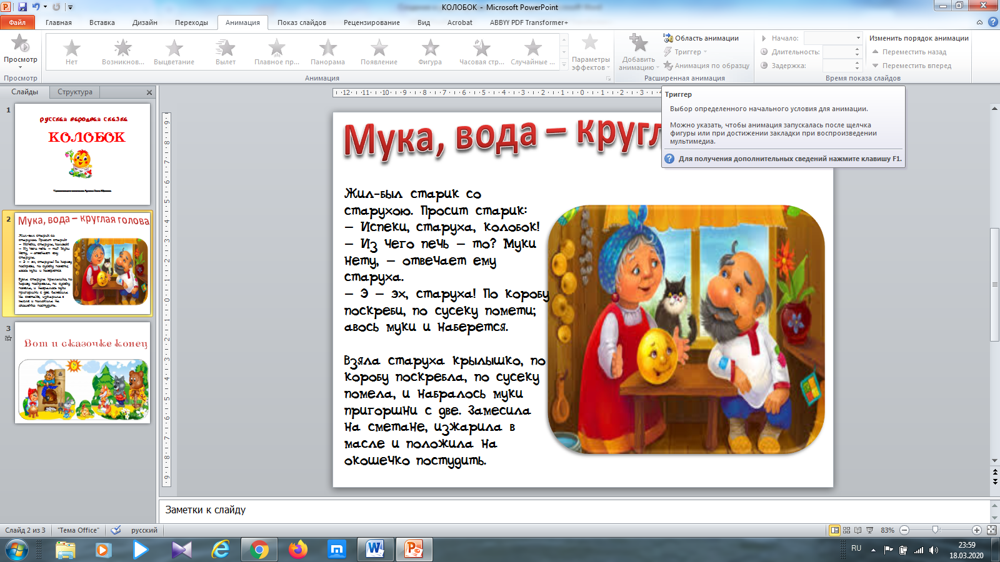 КОЛОБОК - Microsoft PowerPoint
Файл Главная Вставка Дизайн Переходы Анимация Показ слайдов Рецензирование Вид Acrobat ABBYY PDF Transformer+
Просмотр
Нет Возникнов... Выцветание Вылет Плавное пр... Панорама Появление Фигура Часовая стр... Случайные ...
Параметры эффектов
Добавить анимацию
Область анимации
Триггер
Анимация по образцу
Начало:
Длительность:
Задержка:
Изменить порядок анимации
Переместить назад
Переместить вперед
Просмотр Анимация Расширенная анимация Время показа слайдов
Слайды Структура
Триггер
Выбор определенного начального условия для анимации.
Можно указать, чтобы анимация запускалась после щелчка
фигуры или при достижении закладки при воспроизведении
мультимедиа.
Для получения дополнительных сведений нажмите клавишу F1.
1
русская народная сказка
КОЛОБОК
2
Мука, вода – круглая голова
3
Вот и сказочке конец
Мука, вода – кругл
Жил-был старик со
старухою. Просит старик:
— Испеки, старуха, колобок!
— Из чего печь — то? Муки
нету, — отвечает ему
старуха.
— Э — эх, старуха! По коробу
поскреби, по сусеку помети;
авось муки и наберется.
Взяла старуха крылышко, по
коробу поскребла, по сусеку
помела, и набралось муки
пригоршни с две. Замесила
на сметане, изжарила в
масле и положила на
окошечко постудить.
Заметки к слайду
Слайд 2 из 3 "Тема Office" русский 83%
RU 23:59
18.03.2020